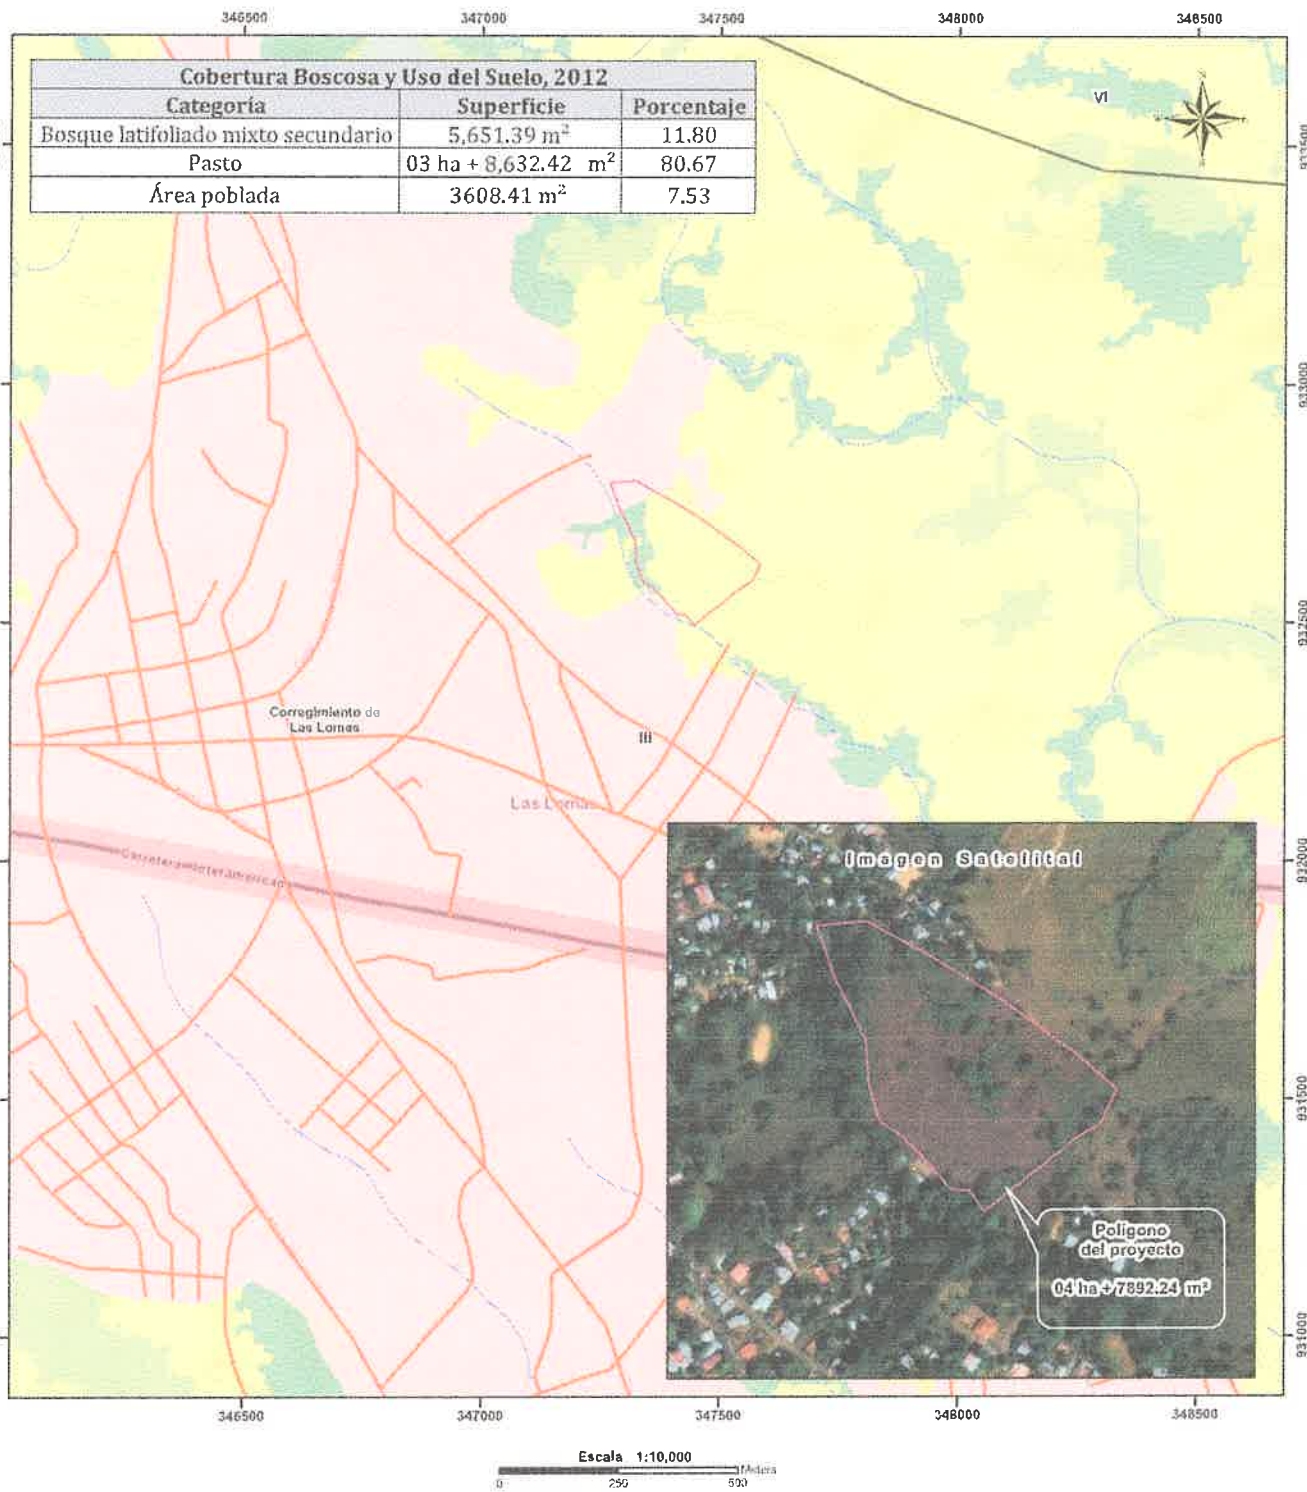 346500 347000 347500 348000 348500
Cobertura Boscosa y Uso del Suelo, 2012
Categoría Superficie Porcentaje
Bosque latifoliado mixto secundario 5,651.39 m² 11.80
Pasto 03 ha + 8,632.42 m² 80.67
Área poblada 3608.41 m² 7.53
VI
N
933500
933000
932500
Corregimiento de
Las Lomas
III
Las Lomas
932000
Carretera Interamericana
Imagen Satelital
931500
Polígono
del proyecto
04 ha + 7892.24 m²
931000
346500 347000 347500 348000 348500
Escala 1:10,000
Meters
0 250 500